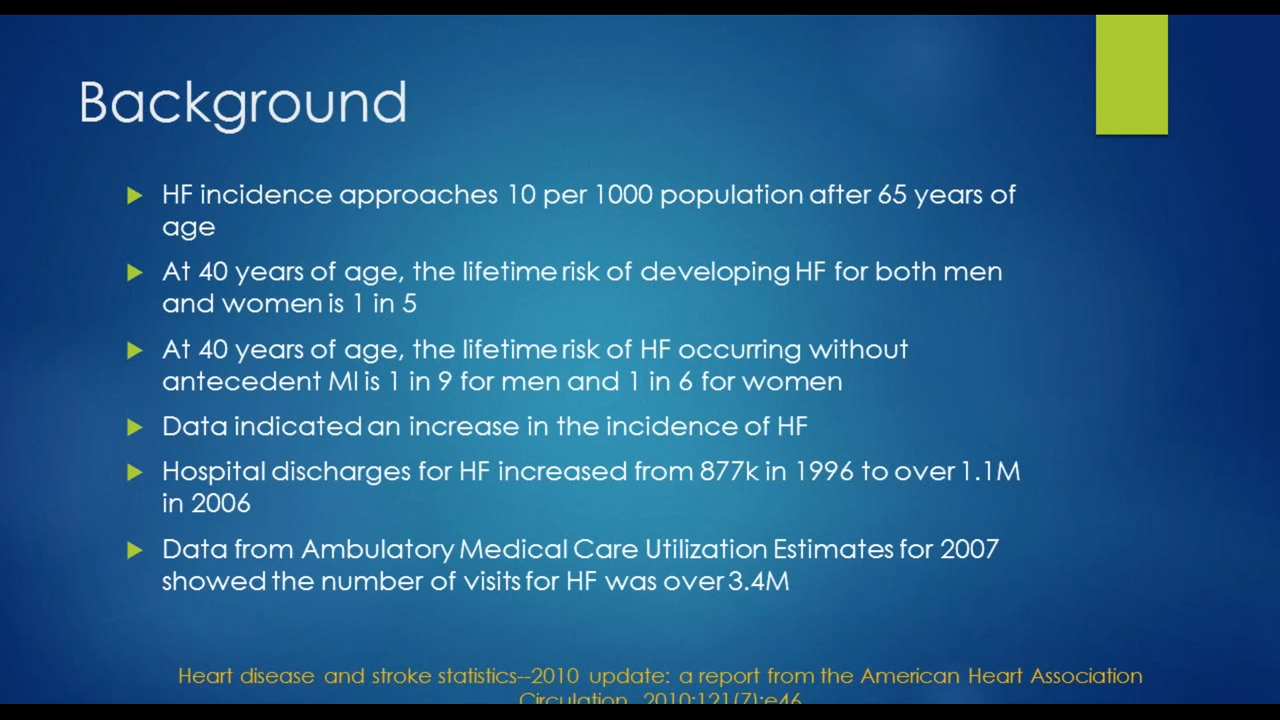 Background
HF incidence approaches 10 per 1000 population after 65 years of
age
At 40 years of age, the lifetime risk of developing HF for both men
and women is 1 in 5
At 40 years of age, the lifetime risk of HF occurring without
antecedent MI is 1 in 9 for men and 1 in 6 for women
Data indicated an increase in the incidence of HF
Hospital discharges for HF increased from 877k in 1996 to over 1.1M
in 2006
Data from Ambulatory Medical Care Utilization Estimates for 2007
showed the number of visits for HF was over 3.4M
Heart disease and stroke statistics--2010 update: a report from the American Heart Association
Circulation. 2010;121(7):e46